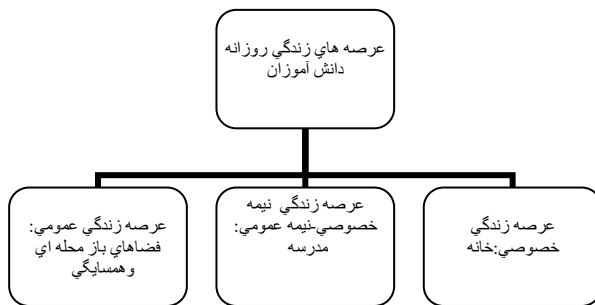 عرصه هاي زندگي روزانه
دانش آموزان
عرصه زندگي
خصوصي:خانه
عرصه زندگي نيمه
خصوصي-نيمه عمومي:
مدرسه
عرصه زندگي عمومي:
فضاهاي باز محله اي
وهمسايگي